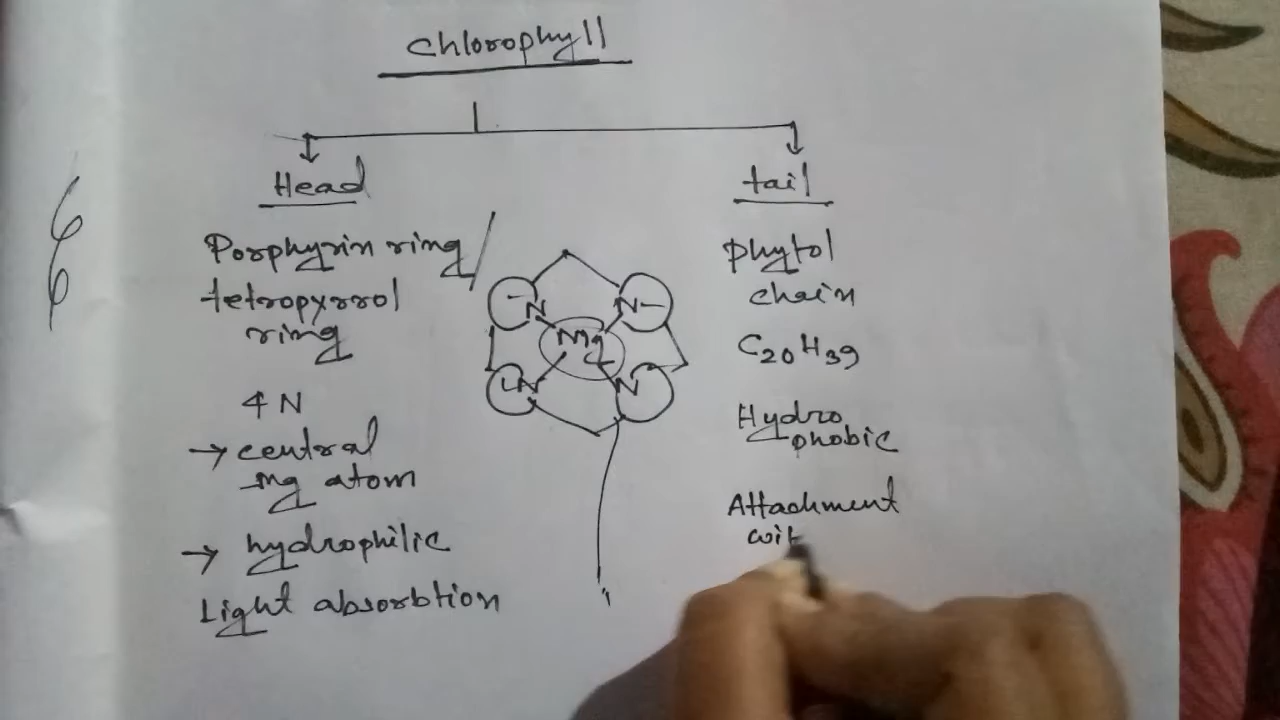 Chlorophyll
Head
Porphyrin ring/
tetropyrrol
ring
4 N
→ central
mg atom
→ hydrophilic
Light absorbtion
N
N
Mg
N
N
tail
phytol
chain
C20H39
Hydro
phobic
Attachment
wit